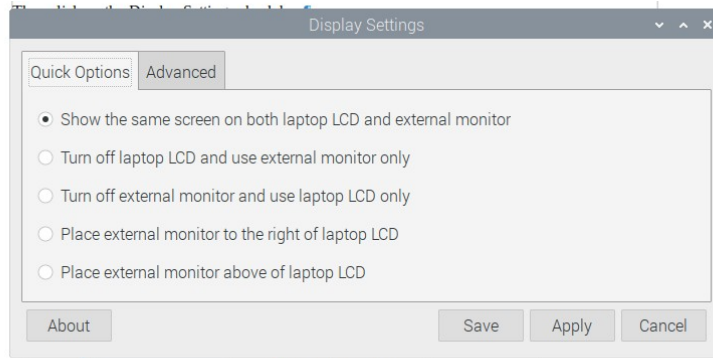 Display Settings
Quick Options Advanced
Show the same screen on both laptop LCD and external monitor
Turn off laptop LCD and use external monitor only
Turn off external monitor and use laptop LCD only
Place external monitor to the right of laptop LCD
Place external monitor above of laptop LCD
About Save Apply Cancel